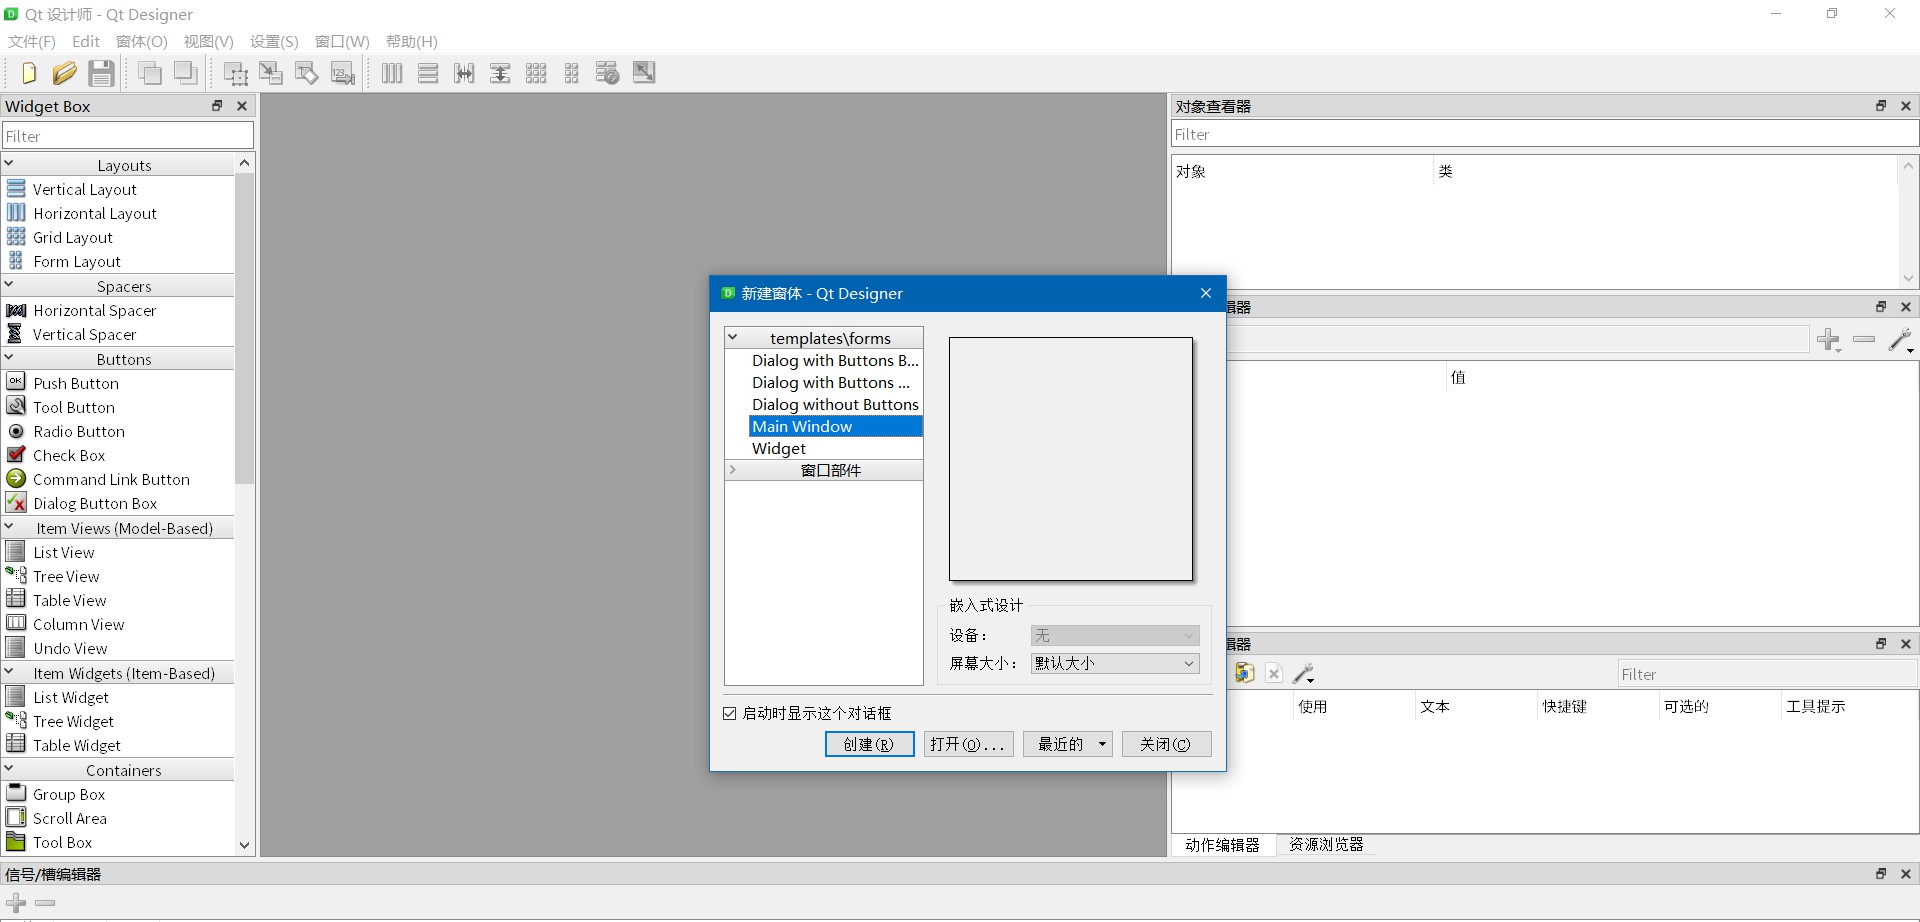 Qt 设计师 - Qt Designer
文件(F) Edit 窗体(O) 视图(V) 设置(S) 窗口(W) 帮助(H)
Widget Box
Filter
Layouts
Vertical Layout
Horizontal Layout
Grid Layout
Form Layout
Spacers
Horizontal Spacer
Vertical Spacer
Buttons
Push Button
Tool Button
Radio Button
Check Box
Command Link Button
Dialog Button Box
Item Views (Model-Based)
List View
Tree View
Table View
Column View
Undo View
Item Widgets (Item-Based)
List Widget
Tree Widget
Table Widget
Containers
Group Box
Scroll Area
Tool Box
新建窗体 - Qt Designer
templates\forms
Dialog with Buttons B...
Dialog with Buttons ...
Dialog without Buttons
Main Window
Widget
窗口部件
嵌入式设计
设备： 无
屏幕大小： 默认大小
启动时显示这个对话框
创建(R) 打开(O)... 最近的 关闭(C)
对象查看器
Filter
对象 类
辑器
值
辑器
Filter
使用 文本 快捷键 可选的 工具提示
动作编辑器 资源浏览器
信号/槽编辑器